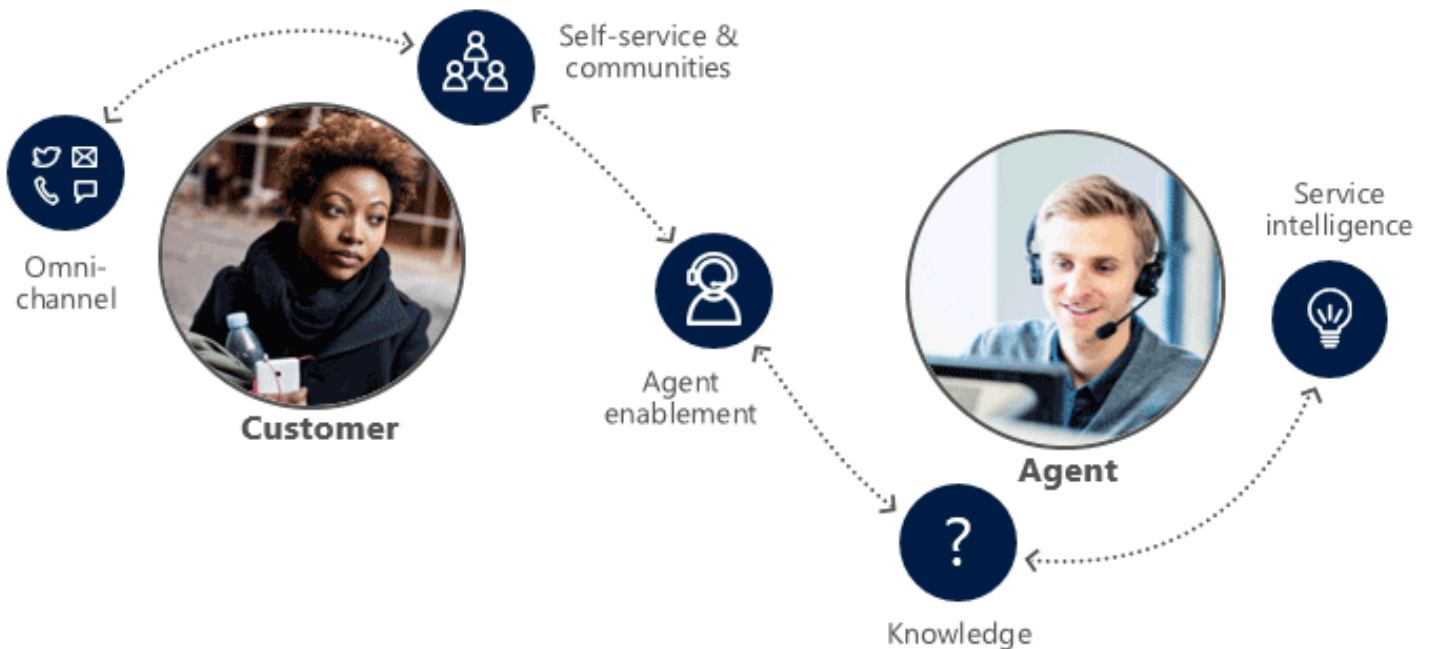 Self-service &
communities
Omni-
channel
Customer
Agent
enablement
Service
intelligence
Agent
?
Knowledge